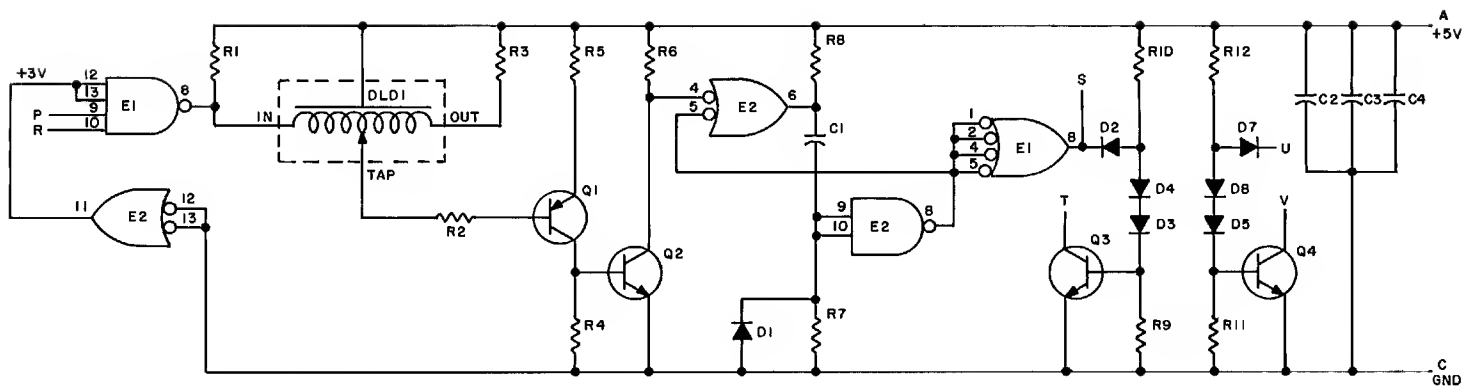 A
+5V
R1
R3
R5
R6
R8
R10
R12
+3V
12
13
9
10
P
R
E1
8
DLD1
IN
OUT
TAP
4
5
E2
6
C1
S
1
2
4
5
E1
8
D2
D7
U
C2
C3
C4
11
E2
12
13
R2
Q1
Q2
9
10
E2
8
T
Q3
D4
D3
D8
D5
V
Q4
R4
D1
R7
R9
R11
C
GND